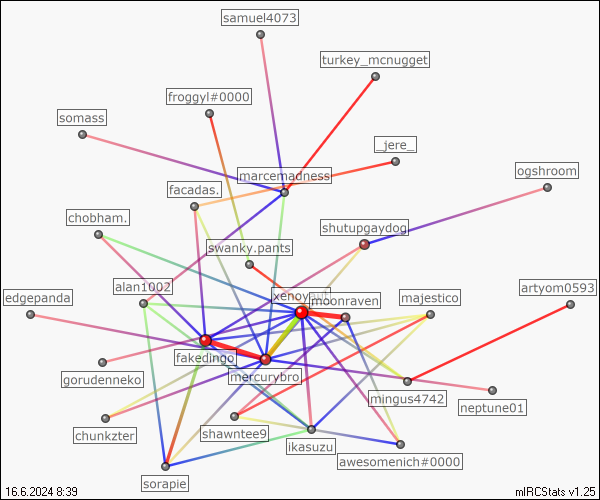 samuel4073
turkey_mcnugget
froggyl#0000
somass
_jere_
marcemadness
ogshroom
facadas.
chobham.
shutupgaydog
swanky.pants
alan1002
artyom0593
edgepanda
moonraven
majestico
fakedingo
gorudenneko
mercurybro
mingus4742
neptune01
chunkzter
shawntee9
ikasuzu
awesomenich#0000
sorapie
16.6.2024 8:39
mIRCStats v1.25